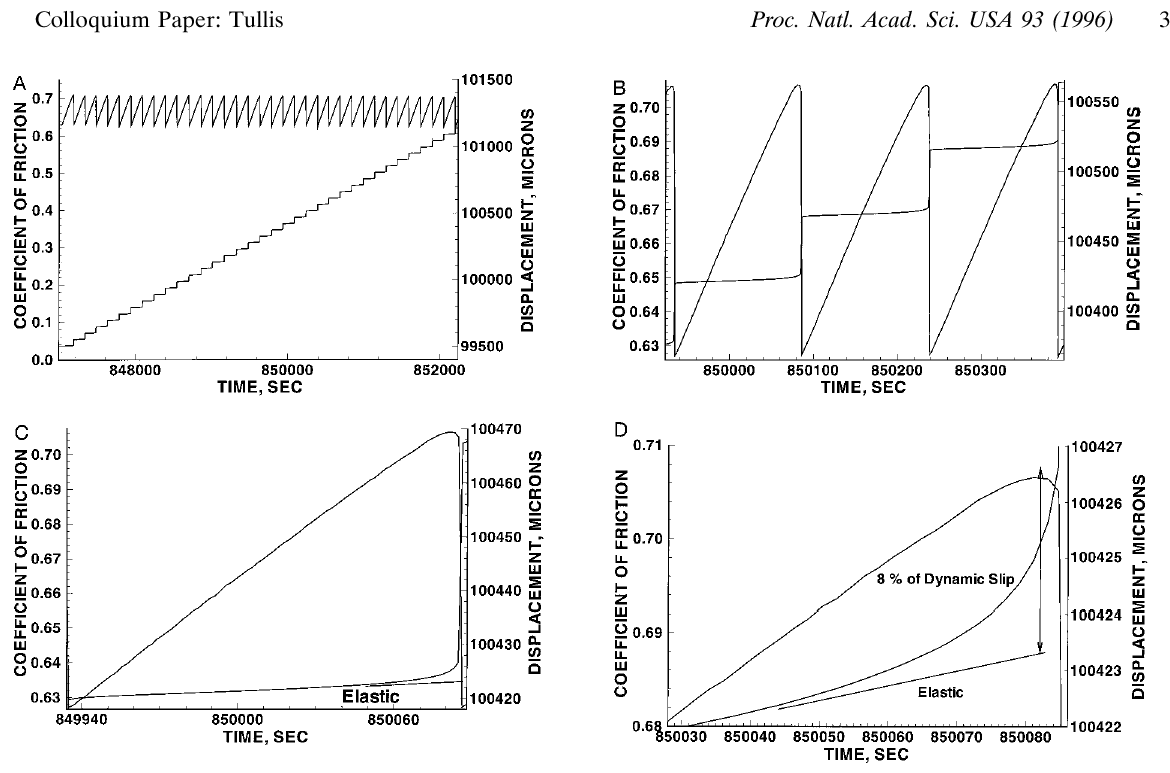 Colloquium Paper: Tullis
Proc. Natl. Acad. Sci. USA 93 (1996) 3
A
COEFFICIENT OF FRICTION
0.7
0.6
0.5
0.4
0.3
0.2
0.1
0.0
848000 850000 852000
TIME, SEC
101500
101000
100500
100000
99500
DISPLACEMENT, MICRONS
B
COEFFICIENT OF FRICTION
0.70
0.69
0.68
0.67
0.66
0.65
0.64
0.63
850000 850100 850200 850300
TIME, SEC
100550
100500
100450
100400
DISPLACEMENT, MICRONS
C
COEFFICIENT OF FRICTION
0.70
0.69
0.68
0.67
0.66
0.65
0.64
0.63
Elastic
849940 850000 850060
TIME, SEC
100470
100460
100450
100440
100430
100420
DISPLACEMENT, MICRONS
D
COEFFICIENT OF FRICTION
0.71
0.70
0.69
0.68
8 % of Dynamic Slip
Elastic
850030 850040 850050 850060 850070 850080
TIME, SEC
100427
100426
100425
100424
100423
100422
DISPLACEMENT, MICRONS